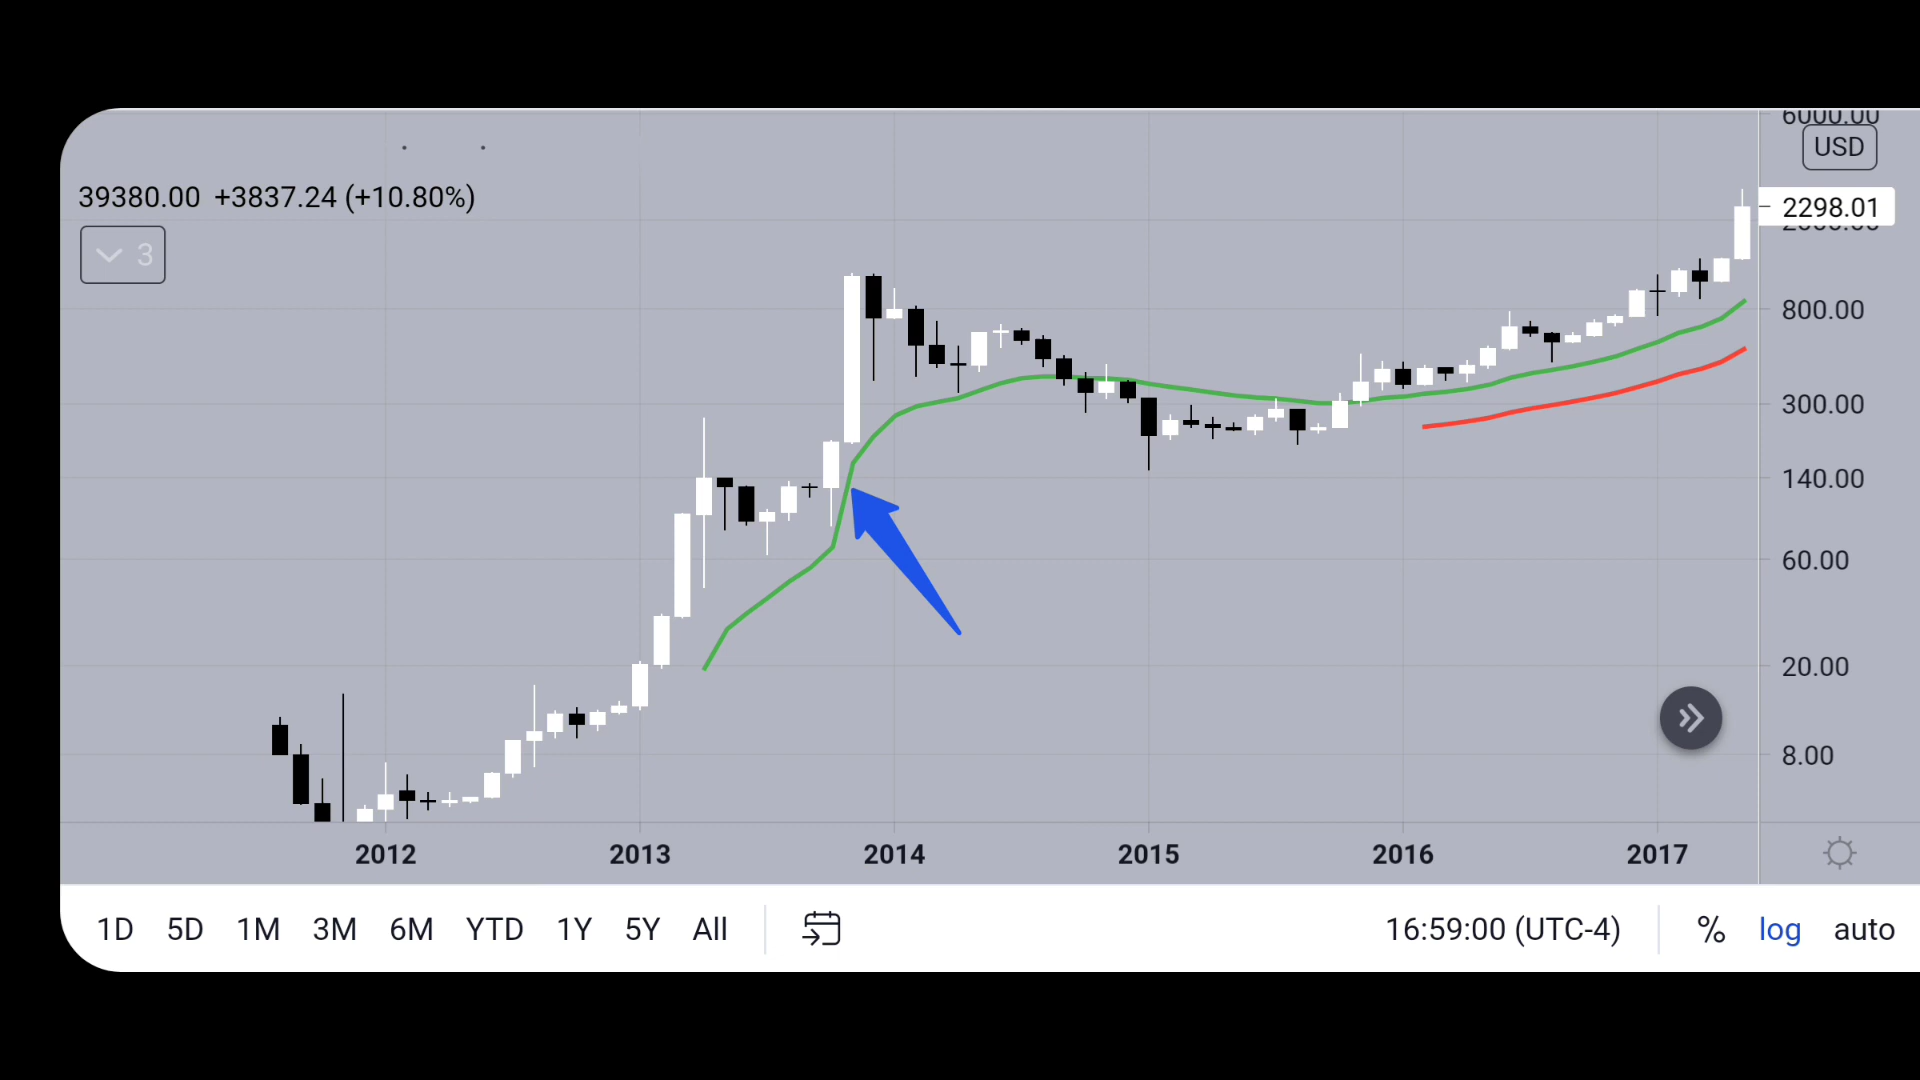 6000.00
USD
39380.00 +3837.24 (+10.80%)
2298.01
3
800.00
300.00
140.00
60.00
20.00
8.00
2012 2013 2014 2015 2016 2017
1D 5D 1M 3M 6M YTD 1Y 5Y All 16:59:00 (UTC-4) % log auto